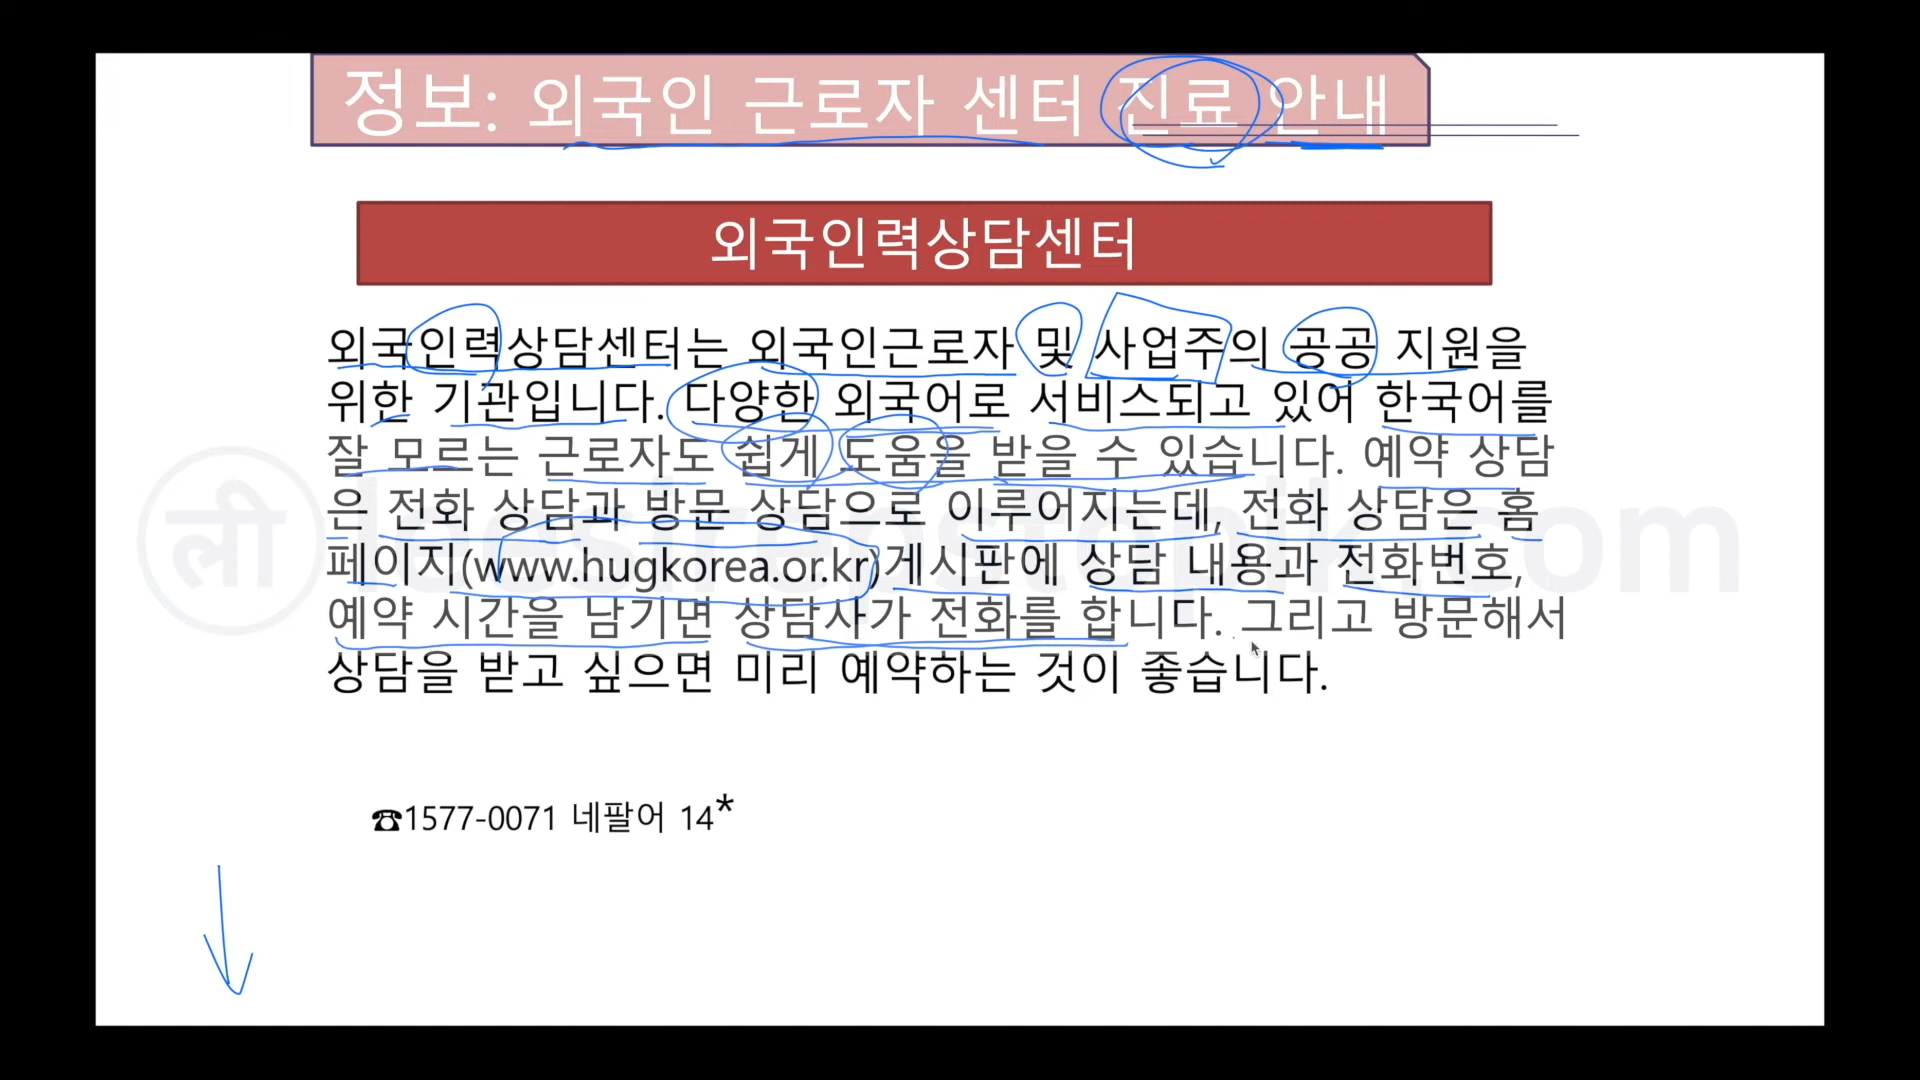 정보: 외국인 근로자 센터 진료 안내
외국인력상담센터
외국인력상담센터는 외국인근로자 및 사업주의 공공 지원을
위한 기관입니다. 다양한 외국어로 서비스되고 있어 한국어를
잘 모르는 근로자도 쉽게 도움을 받을 수 있습니다. 예약 상담
은 전화 상담과 방문 상담으로 이루어지는데, 전화 상담은 홈
페이지(www.hugkorea.or.kr)게시판에 상담 내용과 전화번호,
예약 시간을 남기면 상담사가 전화를 합니다. 그리고 방문해서
상담을 받고 싶으면 미리 예약하는 것이 좋습니다.
☎1577-0071 네팔어 14*
ली